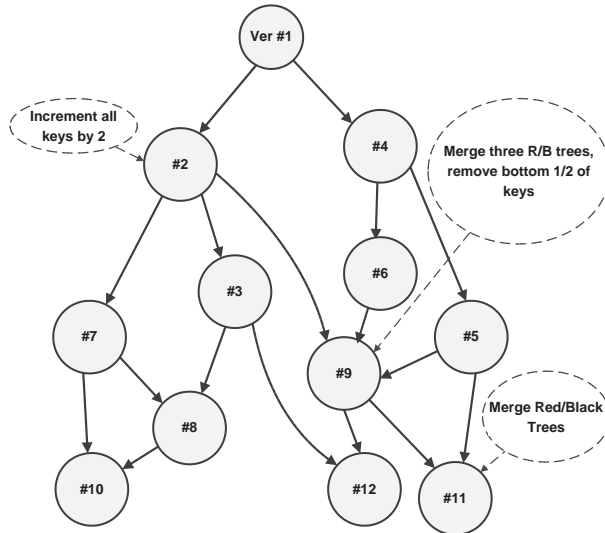 Ver #1
Increment all
keys by 2
#2
#4
Merge three R/B trees,
remove bottom 1/2 of
keys
#3
#6
#7
#5
#9
#8
Merge Red/Black
Trees
#10
#12
#11